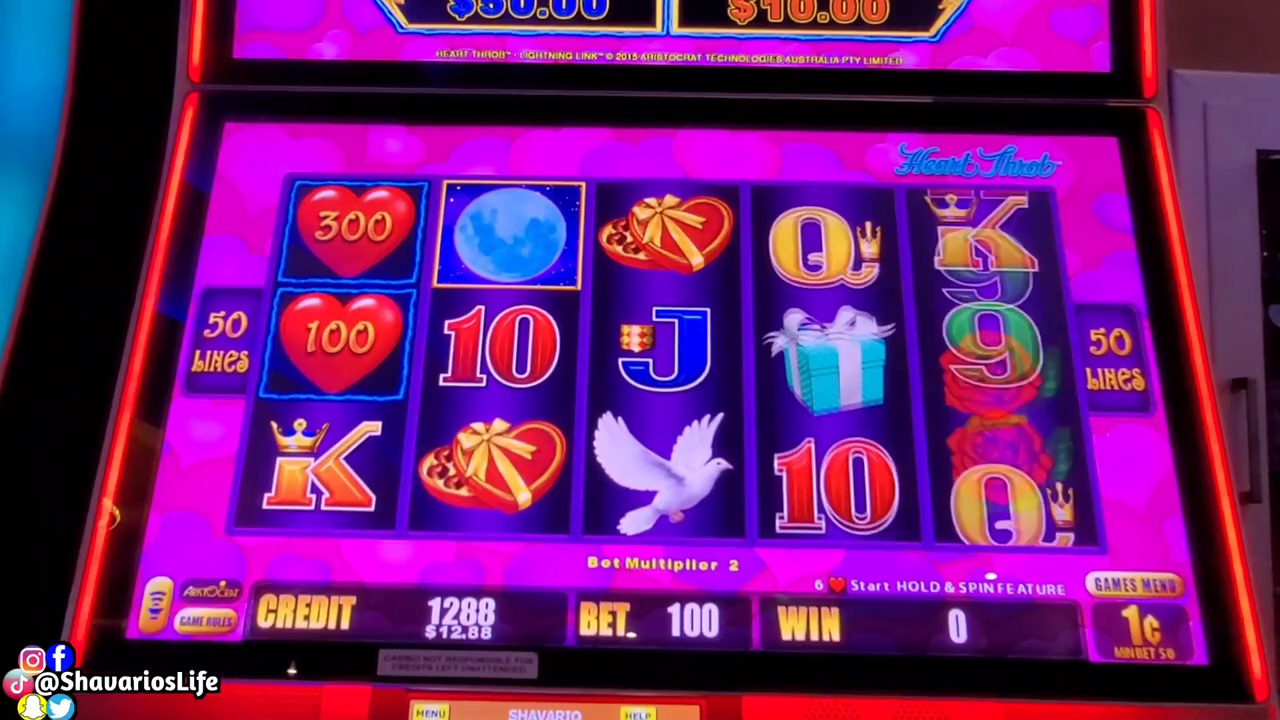 $50.00 $10.00
HEART THROB™ · LIGHTNING LINK™ © 2015 ARISTOCRAT TECHNOLOGIES AUSTRALIA PTY LIMITED
Heart Throb
300
Q
K
9
50 LINES
100
10
J
9
50 LINES
K
10
Q
Bet Multiplier 2
6 ❤ Start HOLD & SPIN FEATURE
GAMES MENU
ARISTOCRAT
GAME RULES
CREDIT 1288
$12.88
BET 100
WIN 0
1¢
MIN BET 50
CASINO NOT RESPONSIBLE FOR
CREDITS LEFT UNATTENDED
@ShavariosLife
MENU SHAVARIO HELP